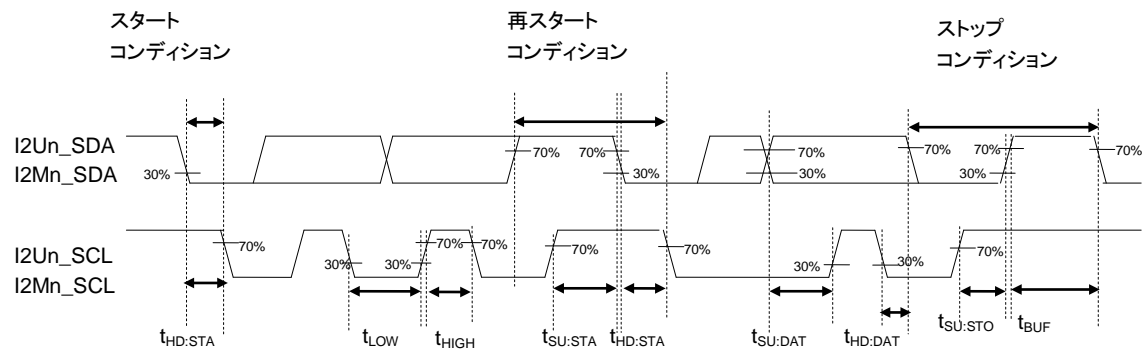 スタート
コンディション
再スタート
コンディション
ストップ
コンディション
I2Un_SDA
I2Mn_SDA
30%
70%
70%
30%
70%
30%
70%
70%
30%
70%
I2Un_SCL
I2Mn_SCL
70%
30%
30%
70%
70%
70%
70%
30%
30%
70%
tHD:STA
tLOW
tHIGH
tSU:STA
tHD:STA
tSU:DAT
tHD:DAT
tSU:STO
tBUF